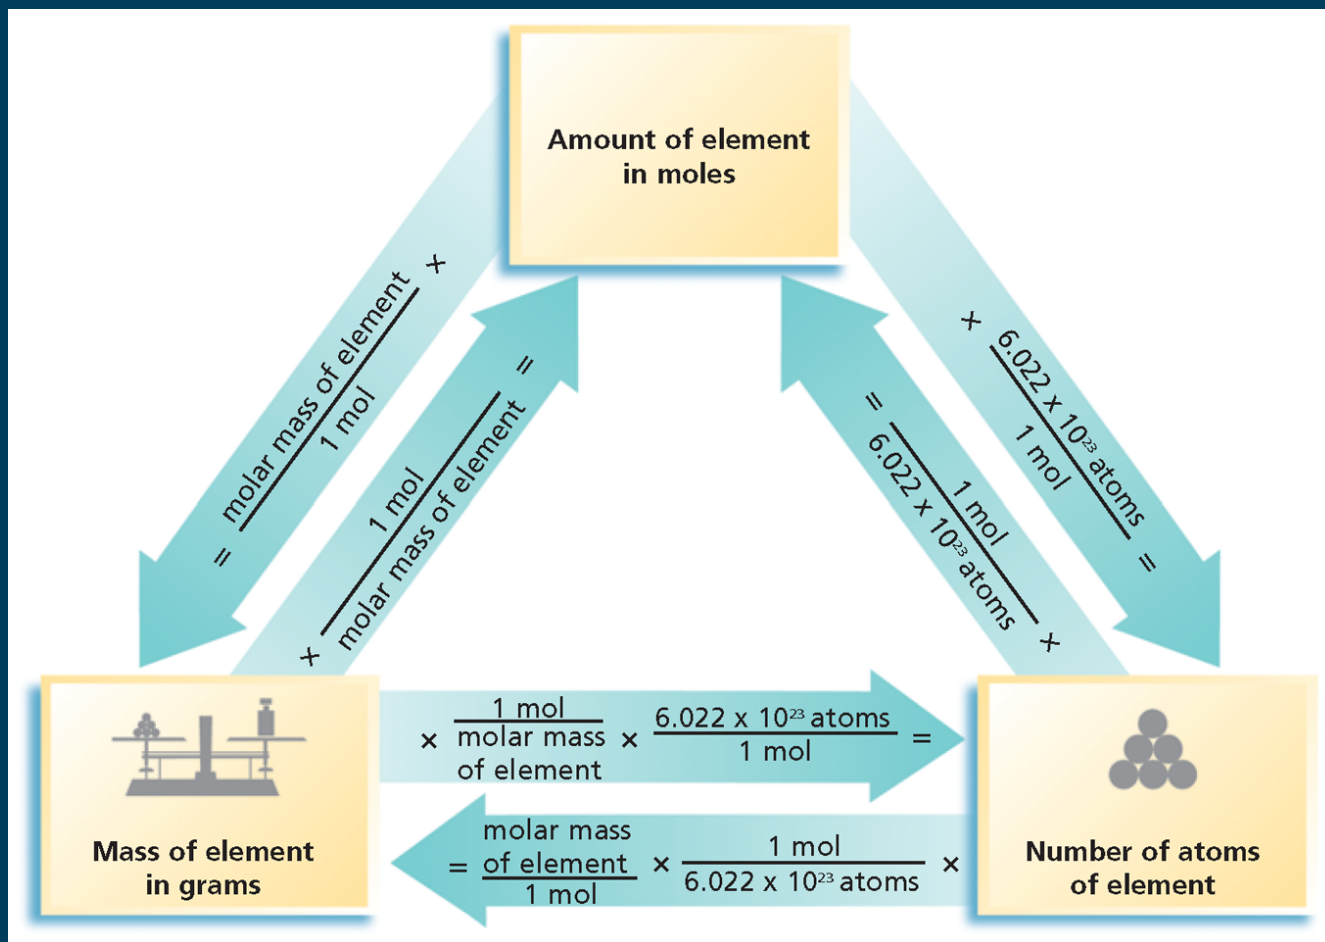 Amount of element
in moles
= molar mass of element ×
1 mol
1 mol
× molar mass of element =
× 6.022 x 10²³ atoms =
1 mol
= 1 mol ×
6.022 x 10²³ atoms
Mass of element
in grams
× 1 mol × 6.022 x 10²³ atoms =
molar mass 1 mol
of element
molar mass
= of element × 1 mol ×
1 mol 6.022 x 10²³ atoms
Number of atoms
of element